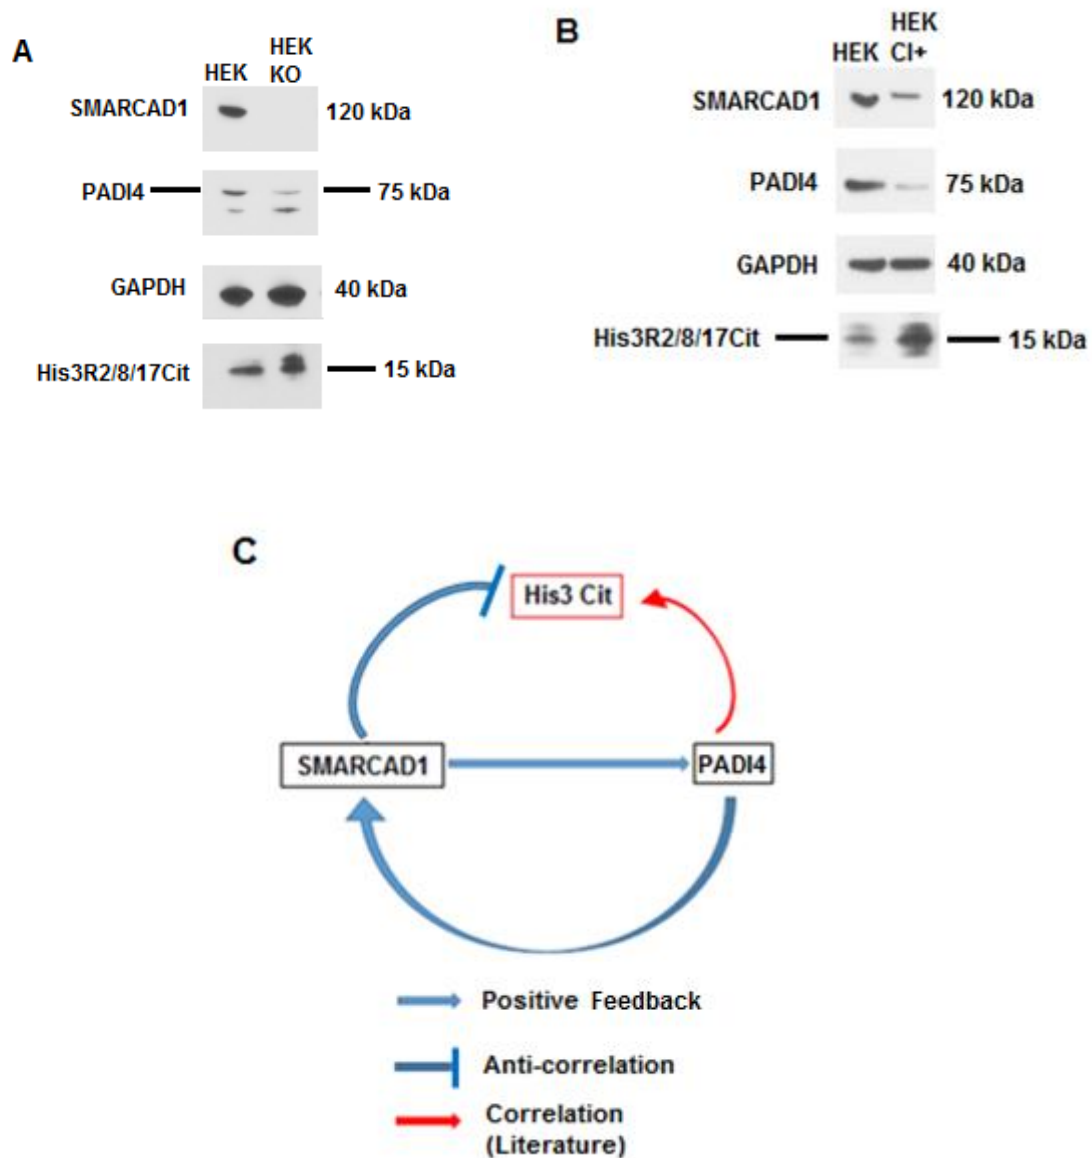 A
HEK
HEK
KO
SMARCAD1
120 kDa
PADI4
75 kDa
GAPDH
40 kDa
His3R2/8/17Cit
15 kDa
B
HEK
HEK
CI+
SMARCAD1
120 kDa
PADI4
75 kDa
GAPDH
40 kDa
His3R2/8/17Cit
15 kDa
C
His3 Cit
SMARCAD1
PADI4
Positive Feedback
Anti-correlation
Correlation
(Literature)